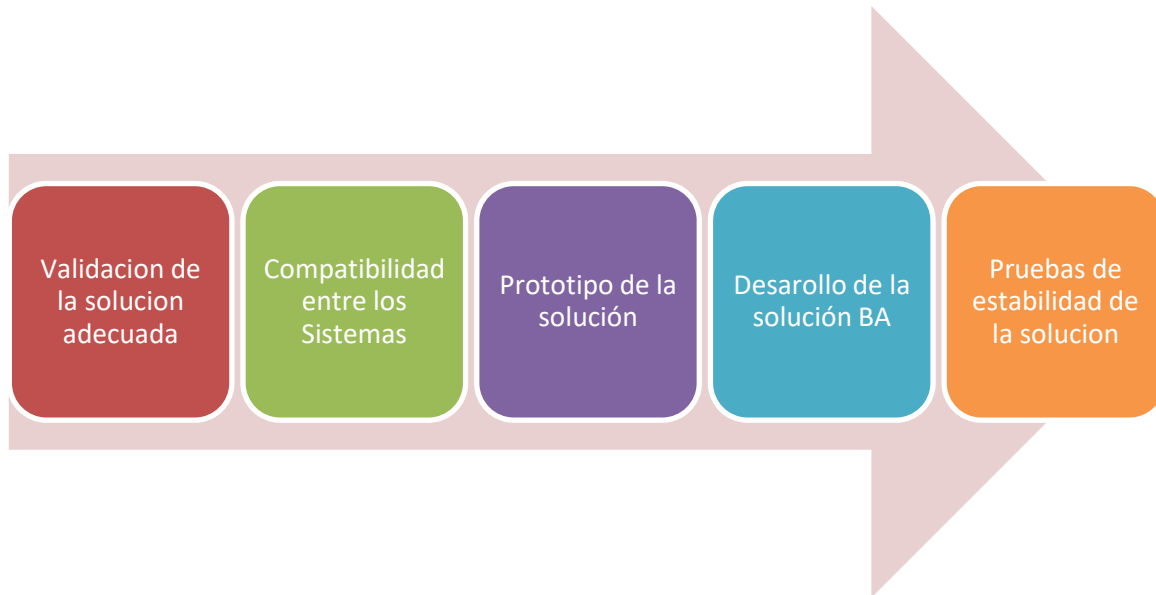 Validacion de
la solucion
adecuada
Compatibilidad
entre los
Sistemas
Prototipo de la
solución
Desarollo de la
solución BA
Pruebas de
estabilidad de
la solucion